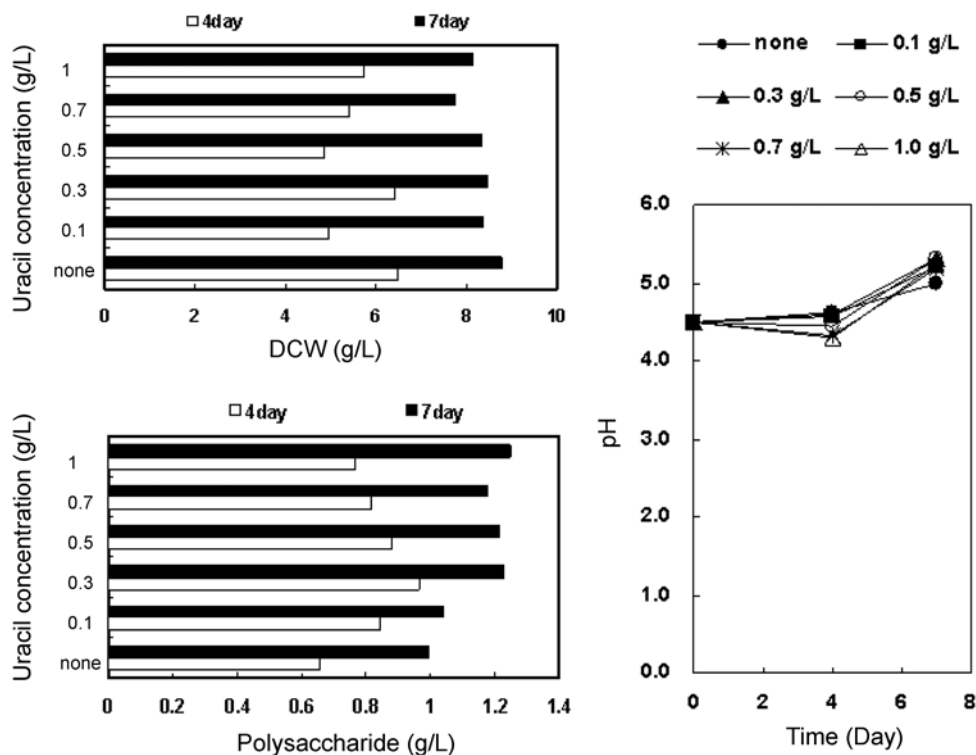 4day 7day
Uracil concentration (g/L)
1
0.7
0.5
0.3
0.1
none
0 2 4 6 8 10
DCW (g/L)
4day 7day
Uracil concentration (g/L)
1
0.7
0.5
0.3
0.1
none
0 0.2 0.4 0.6 0.8 1 1.2 1.4
Polysaccharide (g/L)
none 0.1 g/L
0.3 g/L 0.5 g/L
0.7 g/L 1.0 g/L
pH
6.0
5.0
4.0
3.0
2.0
1.0
0.0
0 2 4 6 8
Time (Day)